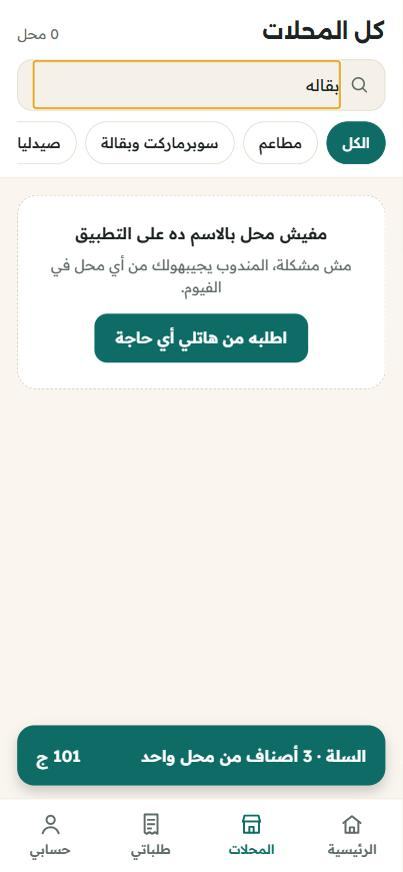 كل المحلات
0 محل
بقاله
الكل
مطاعم
سوبرماركت وبقالة
صيدليا
مفيش محل بالاسم ده على التطبيق
مش مشكلة، المندوب يجيبهولك من أي محل في
الفيوم.
اطلبه من هاتلي أي حاجة
السلة · 3 أصناف من محل واحد
101 ج
الرئيسية
المحلات
طلباتي
حسابي